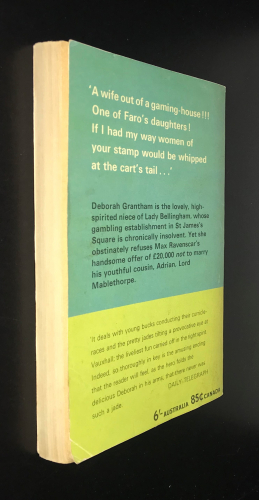 'A wife out of a gaming-house !!!
One of Faro's daughters!
If I had my way women of
your stamp would be whipped
at the cart's tail . . .'
Deborah Grantham is the lovely, high-
spirited niece of Lady Bellingham, whose
gambling establishment in St James's
Square is chronically insolvent. Yet she
obstinately refuses Max Ravenscar's
handsome offer of £20,000 not to marry
his youthful cousin, Adrian, Lord
Mablethorpe.
'It deals with young bucks conducting their curricle-
races and the pretty jades tilting a provocative eye at
Vauxhall; the liveliest fun carried off in the right spirit.
Indeed, so thoroughly in key is the amazing ending
that the reader will feel, as the hero folds the
delicious Deborah in his arms, that there never was
such a jade.' DAILY TELEGRAPH
6'- AUSTRALIA 85c CANADA